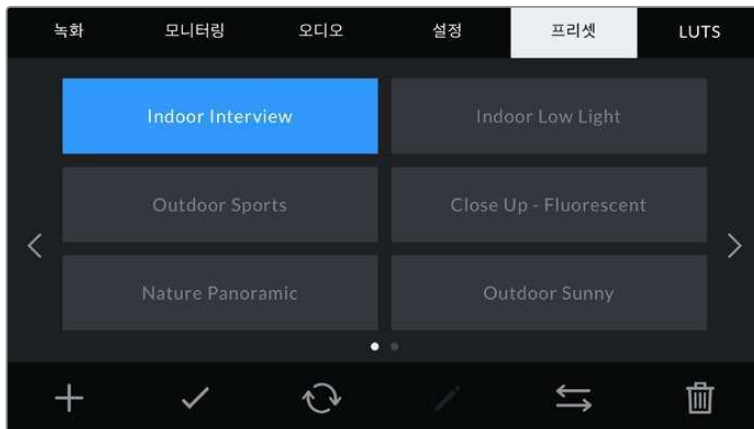 녹화 모니터링 오디오 설정 프리셋 LUTS
Indoor Interview Indoor Low Light
Outdoor Sports Close Up - Fluorescent
Nature Panoramic Outdoor Sunny